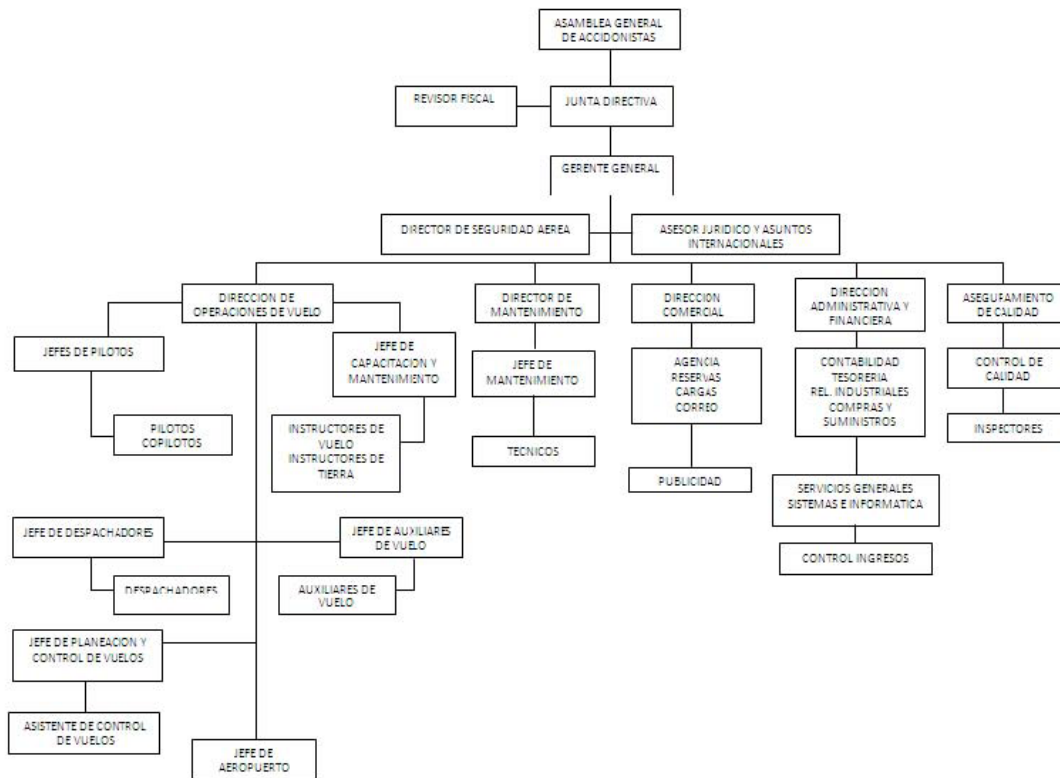 ASAMBLEA GENERAL
DE ACCIDONISTAS
REVISOR FISCAL
JUNTA DIRECTIVA
GERENTE GENERAL
DIRECTOR DE SEGURIDAD AEREA
ASESOR JURIDICO Y ASUNTOS
INTERNACIONALES
DIRECCION DE
OPERACIONES DE VUELO
DIRECTOR DE
MANTENIMIENTO
DIRECCION
COMERCIAL
DIRECCION
ADMINISTRATIVA Y
FINANCIERA
ASEGURAMIENTO
DE CALIDAD
JEFES DE PILOTOS
JEFE DE
CAPACITACION Y
MANTENIMIENTO
JEFE DE
MANTENIMIENTO
AGENCIA
RESERVAS
CARGAS
CORREO
CONTABILIDAD
TESORERIA
REL. INDUSTRIALES
COMPRAS Y
SUMINISTROS
CONTROL DE
CALIDAD
PILOTOS
COPILOTOS
INSTRUCTORES DE
VUELO
INSTRUCTORES DE
TIERRA
TECNICOS
PUBLICIDAD
INSPECTORES
SERVICIOS GENERALES
SISTEMAS E INFORMATICA
CONTROL INGRESOS
JEFE DE DESPACHADORES
JEFE DE AUXILIARES
DE VUELO
DESPACHADORES
AUXILIARES DE
VUELO
JEFE DE PLANEACION Y
CONTROL DE VUELOS
ASISTENTE DE CONTROL
DE VUELOS
JEFE DE
AEROPUERTO